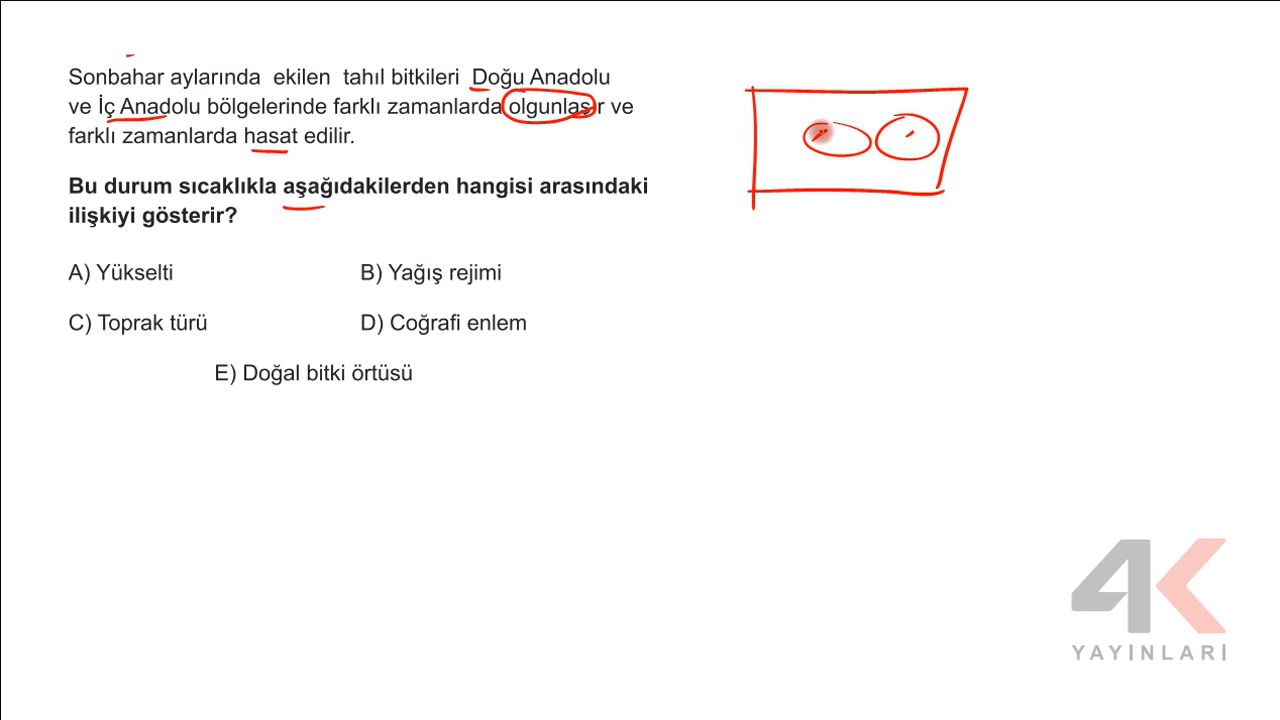 Sonbahar aylarında ekilen tahıl bitkileri Doğu Anadolu
ve İç Anadolu bölgelerinde farklı zamanlarda olgunlaşır ve
farklı zamanlarda hasat edilir.
Bu durum sıcaklıkla aşağıdakilerden hangisi arasındaki
ilişkiyi gösterir?
A) Yükselti
B) Yağış rejimi
C) Toprak türü
D) Coğrafi enlem
E) Doğal bitki örtüsü
4K
YAYINLARI